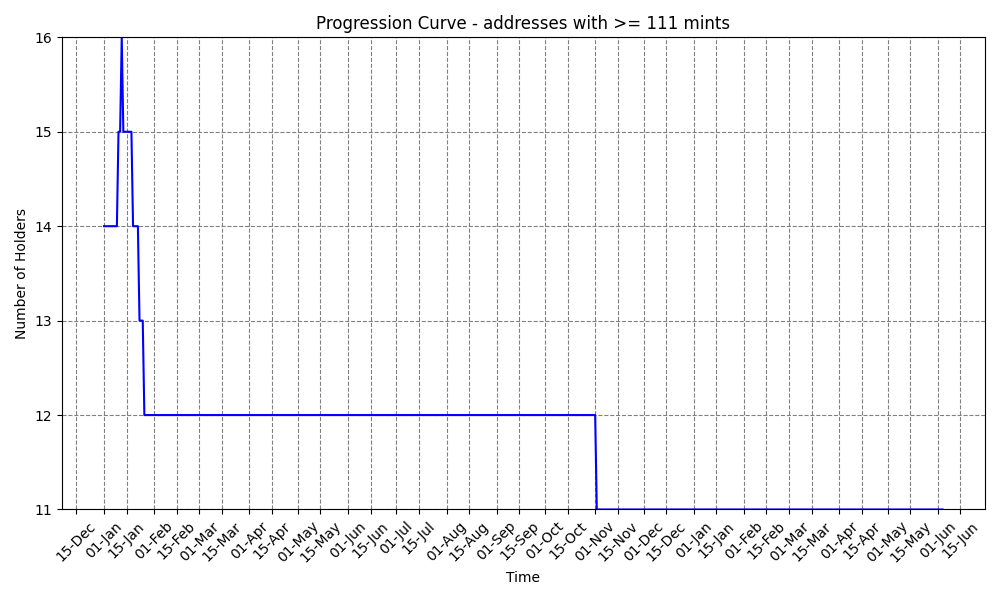 Progression Curve - addresses with >= 111 mints
Number of Holders
16
15
14
13
12
11
15-Dec
01-Jan
15-Jan
01-Feb
15-Feb
01-Mar
15-Mar
01-Apr
15-Apr
01-May
15-May
01-Jun
15-Jun
01-Jul
15-Jul
01-Aug
15-Aug
01-Sep
15-Sep
01-Oct
15-Oct
01-Nov
15-Nov
01-Dec
15-Dec
01-Jan
15-Jan
01-Feb
15-Feb
01-Mar
15-Mar
01-Apr
15-Apr
01-May
15-May
01-Jun
15-Jun
Time